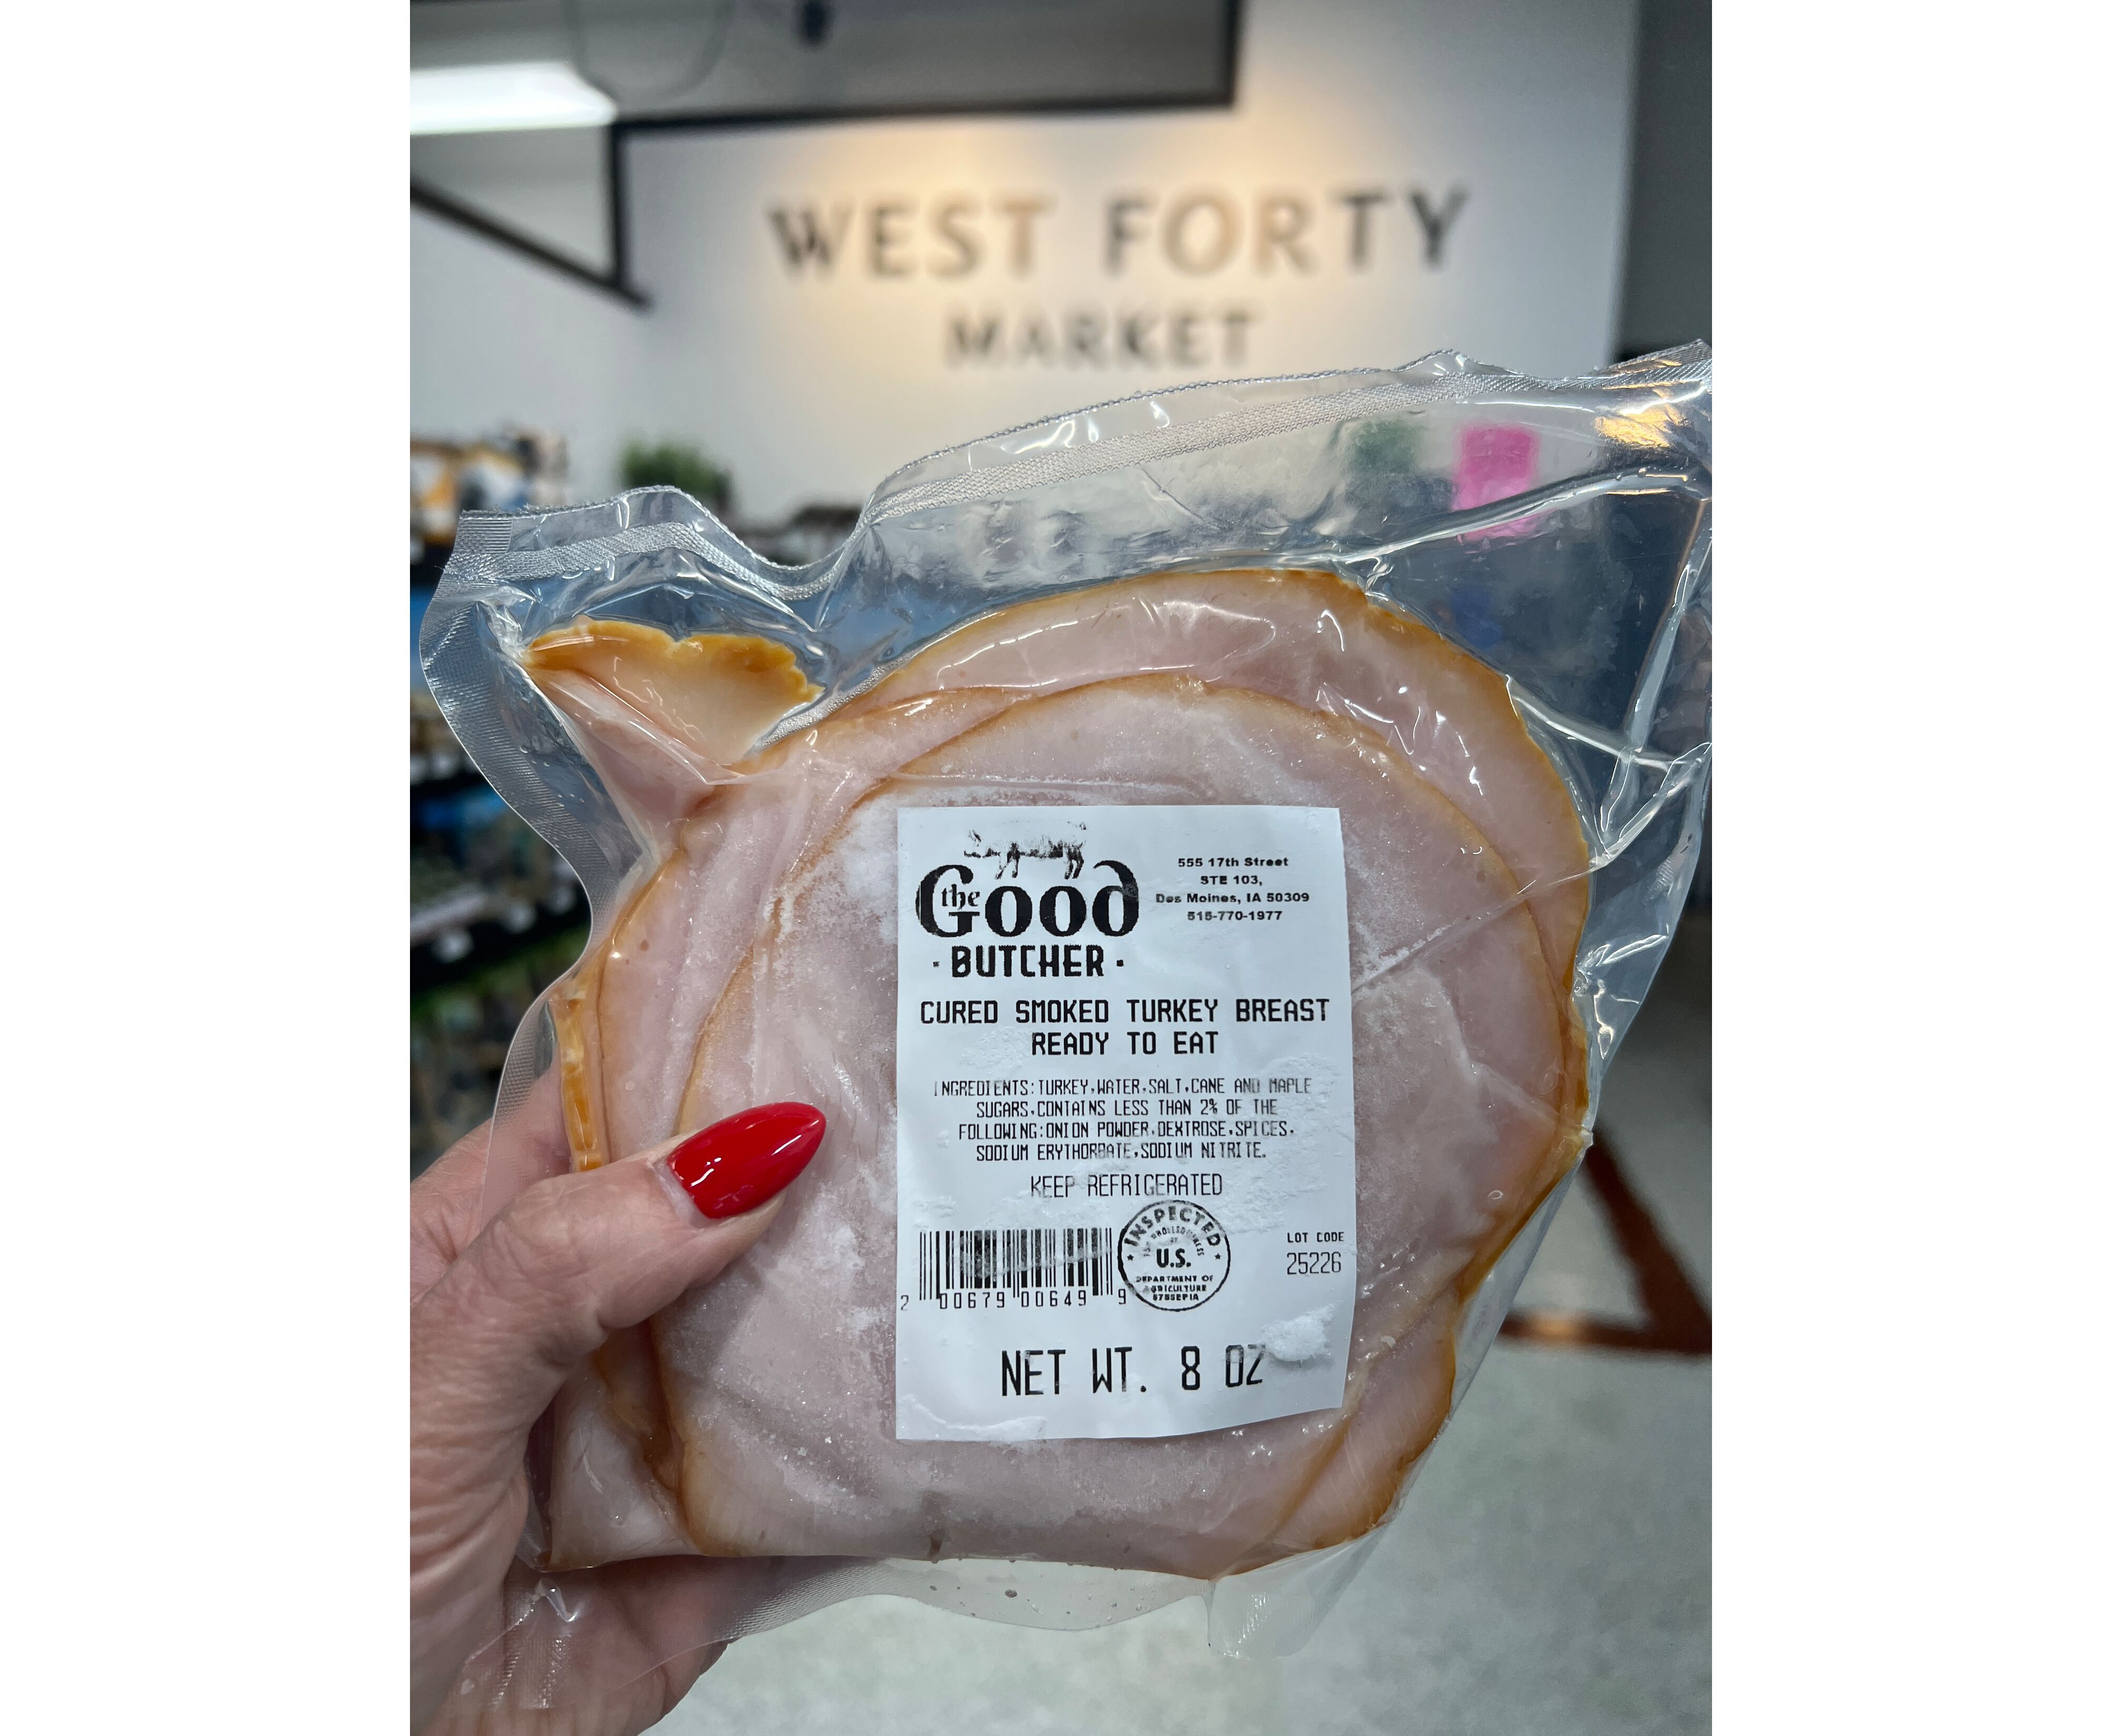 WEST FORTY
MARKET
the Good
·BUTCHER·
555 17th Street
STE 103,
Des Moines, IA 50309
515-770-1977
CURED SMOKED TURKEY BREAST
READY TO EAT
INGREDIENTS:TURKEY,WATER,SALT,CANE AND MAPLE
SUGARS,CONTAINS LESS THAN 2% OF THE
FOLLOWING:ONION POWDER,DEXTROSE,SPICES,
SODIUM ERYTHORBATE,SODIUM NITRITE.
KEEP REFRIGERATED
2 00679 00649 9
INSPECTED
WHOLESOMENESS
U.S.
DEPARTMENT OF
AGRICULTURE
LOT CODE
25226
NET WT. 8 OZ